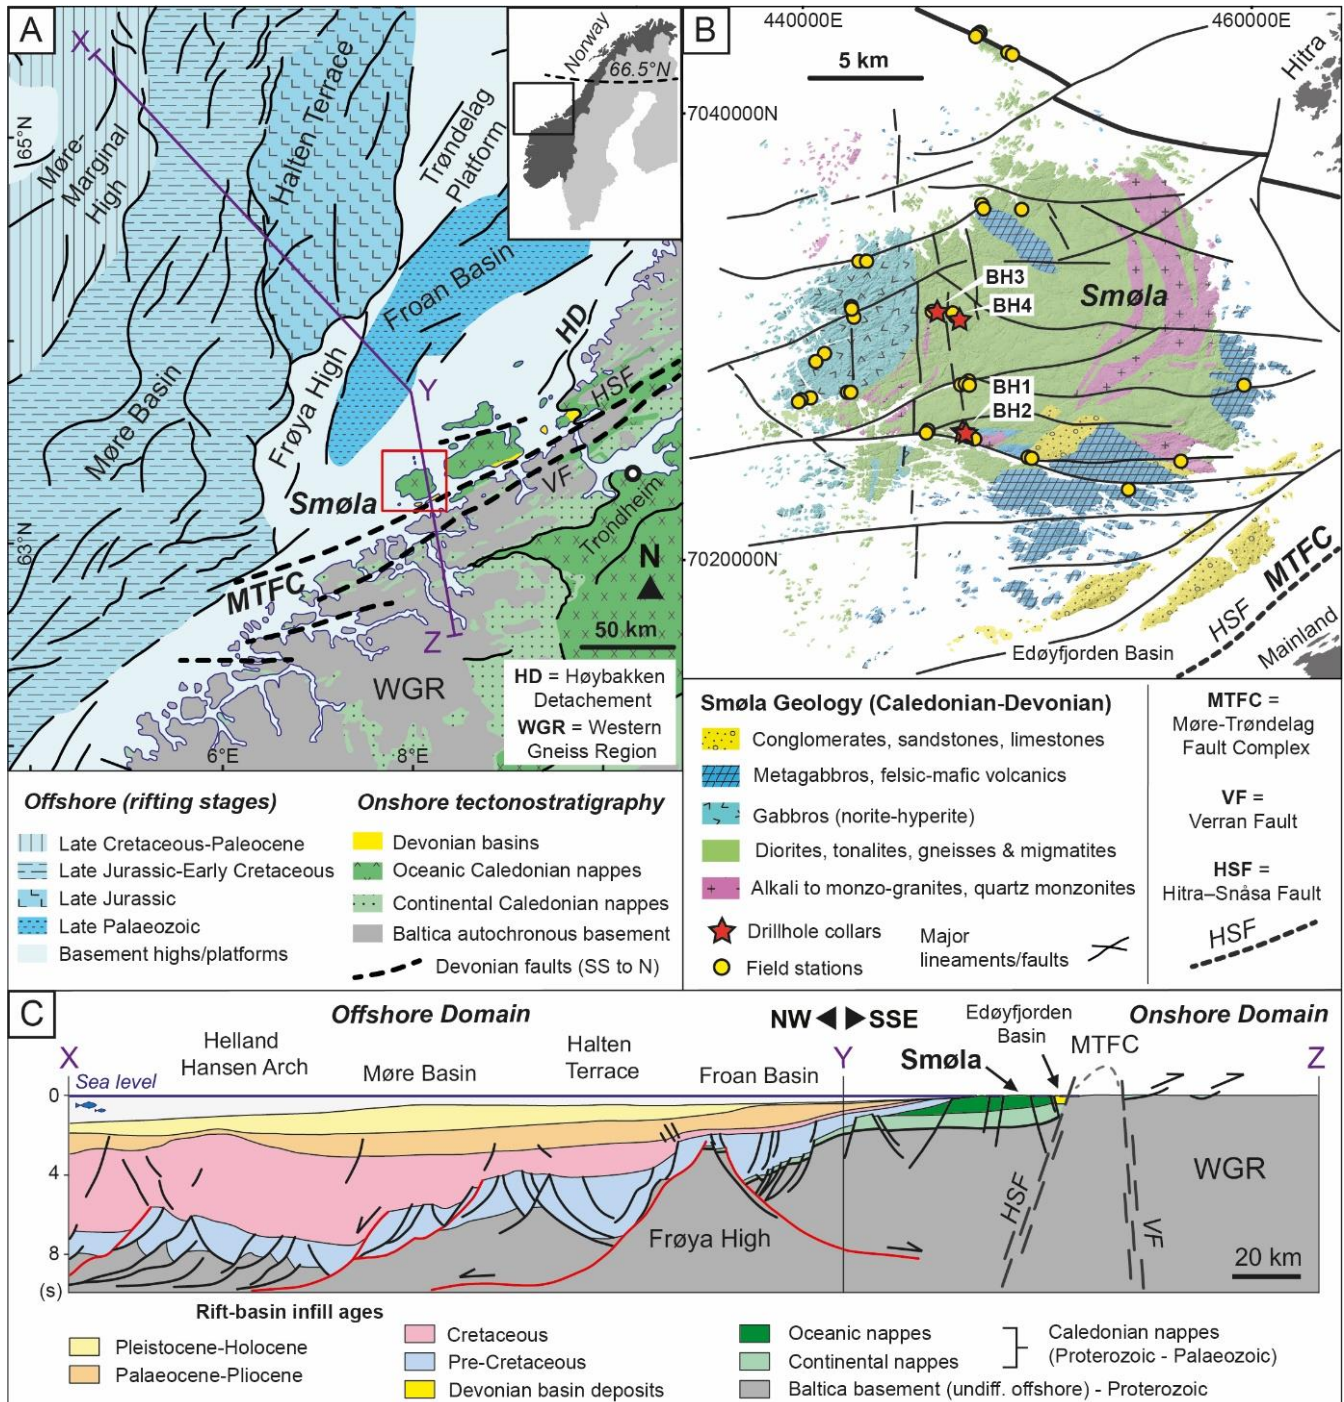 A
X
65°N
Møre-
Marginal
High
Halten Terrace
Trøndelag
Platform
Norway
66.5°N
Froan Basin
HD
HSF
Møre Basin
Frøya High
Y
Smøla
VF
Trondheim
63°N
MTFC
N
Z
50 km
WGR
6°E
8°E
HD = Høybakken
Detachement
WGR = Western
Gneiss Region
Offshore (rifting stages)
Late Cretaceous-Paleocene
Late Jurassic-Early Cretaceous
Late Jurassic
Late Palaeozoic
Basement highs/platforms
Onshore tectonostratigraphy
Devonian basins
Oceanic Caledonian nappes
Continental Caledonian nappes
Baltica autochronous basement
Devonian faults (SS to N)
B
440000E
460000E
5 km
Hitra
7040000N
BH3
BH4
Smøla
BH1
BH2
7020000N
MTFC
HSF
Mainland
Edøyfjorden Basin
Smøla Geology (Caledonian-Devonian)
Conglomerates, sandstones, limestones
Metagabbros, felsic-mafic volcanics
Gabbros (norite-hyperite)
Diorites, tonalites, gneisses & migmatites
Alkali to monzo-granites, quartz monzonites
Drillhole collars
Field stations
Major
lineaments/faults
MTFC =
Møre-Trøndelag
Fault Complex
VF =
Verran Fault
HSF =
Hitra–Snåsa Fault
HSF
C
Offshore Domain
NW
SSE
Edøyfjorden
Basin
Onshore Domain
X
Helland
Hansen Arch
Møre Basin
Halten
Terrace
Froan Basin
Y
Smøla
MTFC
Z
Sea level
0
4
8
(s)
Frøya High
HSF
VF
WGR
20 km
Rift-basin infill ages
Pleistocene-Holocene
Palaeocene-Pliocene
Cretaceous
Pre-Cretaceous
Devonian basin deposits
Oceanic nappes
Continental nappes
Caledonian nappes
(Proterozoic - Palaeozoic)
Baltica basement (undiff. offshore) - Proterozoic